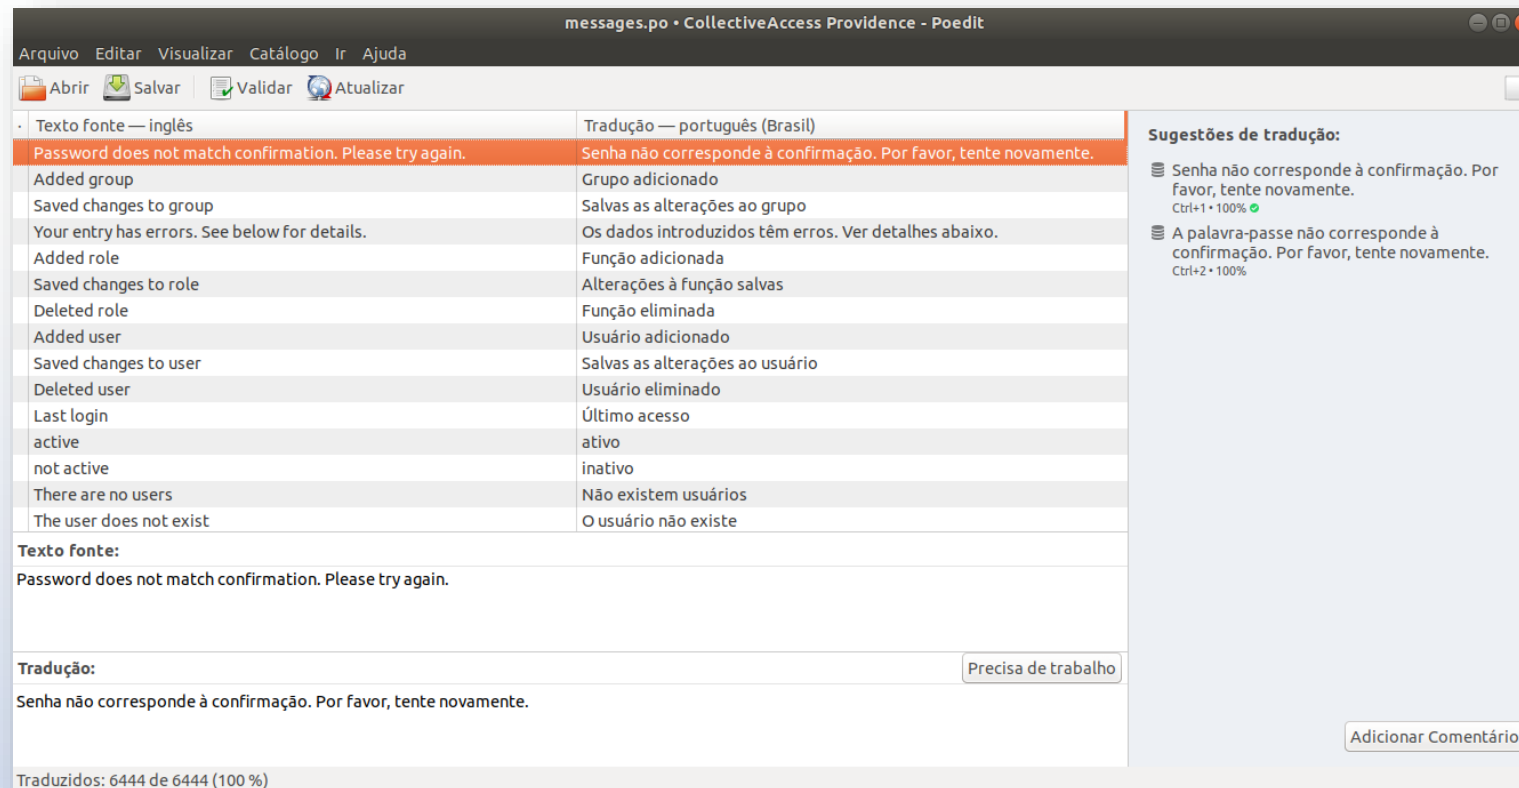 messages.po • CollectiveAccess Providence - Poedit
Arquivo Editar Visualizar Catálogo Ir Ajuda
Abrir Salvar Validar Atualizar
· Texto fonte — inglês Tradução — português (Brasil)
Password does not match confirmation. Please try again. Senha não corresponde à confirmação. Por favor, tente novamente.
Added group Grupo adicionado
Saved changes to group Salvas as alterações ao grupo
Your entry has errors. See below for details. Os dados introduzidos têm erros. Ver detalhes abaixo.
Added role Função adicionada
Saved changes to role Alterações à função salvas
Deleted role Função eliminada
Added user Usuário adicionado
Saved changes to user Salvas as alterações ao usuário
Deleted user Usuário eliminado
Last login Último acesso
active ativo
not active inativo
There are no users Não existem usuários
The user does not exist O usuário não existe
Texto fonte:
Password does not match confirmation. Please try again.
Tradução: Precisa de trabalho
Senha não corresponde à confirmação. Por favor, tente novamente.
Traduzidos: 6444 de 6444 (100 %)
Sugestões de tradução:
Senha não corresponde à confirmação. Por
favor, tente novamente.
Ctrl+1 • 100%
A palavra-passe não corresponde à
confirmação. Por favor, tente novamente.
Ctrl+2 • 100%
Adicionar Comentário